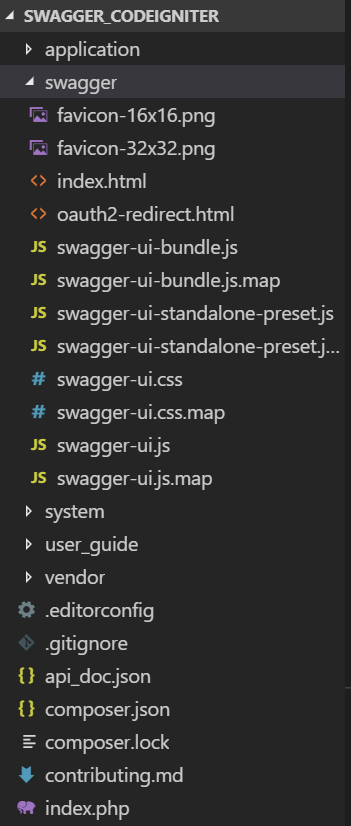 SWAGGER_CODEIGNITER
application
swagger
favicon-16x16.png
favicon-32x32.png
index.html
oauth2-redirect.html
JS swagger-ui-bundle.js
JS swagger-ui-bundle.js.map
JS swagger-ui-standalone-preset.js
JS swagger-ui-standalone-preset.j...
# swagger-ui.css
# swagger-ui.css.map
JS swagger-ui.js
JS swagger-ui.js.map
system
user_guide
vendor
.editorconfig
.gitignore
{} api_doc.json
{} composer.json
composer.lock
contributing.md
index.php